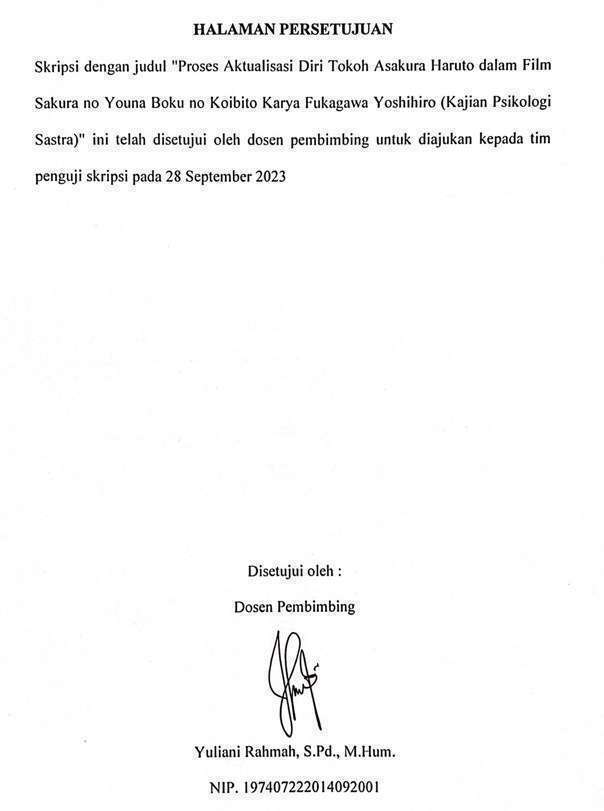 HALAMAN PERSETUJUAN
Skripsi dengan judul "Proses Aktualisasi Diri Tokoh Asakura Haruto dalam Film
Sakura no Youna Boku no Koibito Karya Fukagawa Yoshihiro (Kajian Psikologi
Sastra)" ini telah disetujui oleh dosen pembimbing untuk diajukan kepada tim
penguji skripsi pada 28 September 2023
Disetujui oleh :
Dosen Pembimbing
Yuliani Rahmah, S.Pd., M.Hum.
NIP. 197407222014092001